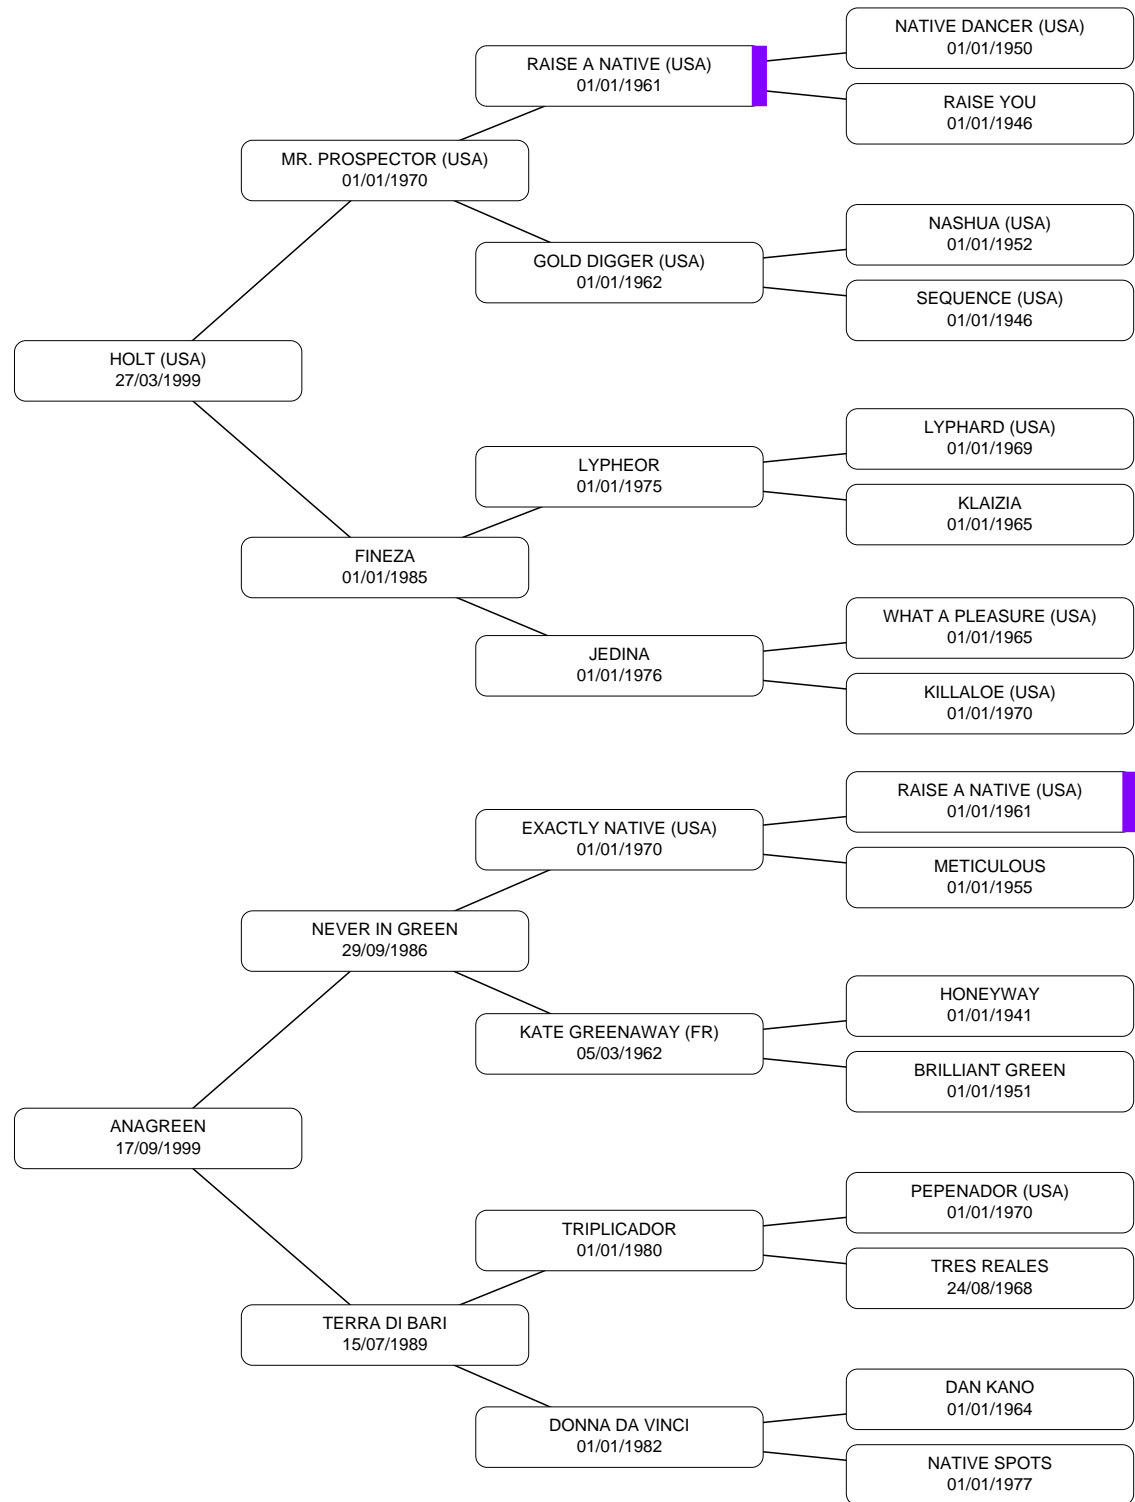 NATIVE DANCER (USA)
01/01/1950
RAISE A NATIVE (USA)
01/01/1961
RAISE YOU
01/01/1946
MR. PROSPECTOR (USA)
01/01/1970
NASHUA (USA)
01/01/1952
GOLD DIGGER (USA)
01/01/1962
SEQUENCE (USA)
01/01/1946
HOLT (USA)
27/03/1999
LYPHARD (USA)
01/01/1969
LYPHEOR
01/01/1975
KLAIZIA
01/01/1965
FINEZA
01/01/1985
WHAT A PLEASURE (USA)
01/01/1965
JEDINA
01/01/1976
KILLALOE (USA)
01/01/1970
RAISE A NATIVE (USA)
01/01/1961
EXACTLY NATIVE (USA)
01/01/1970
METICULOUS
01/01/1955
NEVER IN GREEN
29/09/1986
HONEYWAY
01/01/1941
KATE GREENAWAY (FR)
05/03/1962
BRILLIANT GREEN
01/01/1951
ANAGREEN
17/09/1999
PEPENADOR (USA)
01/01/1970
TRIPLICADOR
01/01/1980
TRES REALES
24/08/1968
TERRA DI BARI
15/07/1989
DAN KANO
01/01/1964
DONNA DA VINCI
01/01/1982
NATIVE SPOTS
01/01/1977